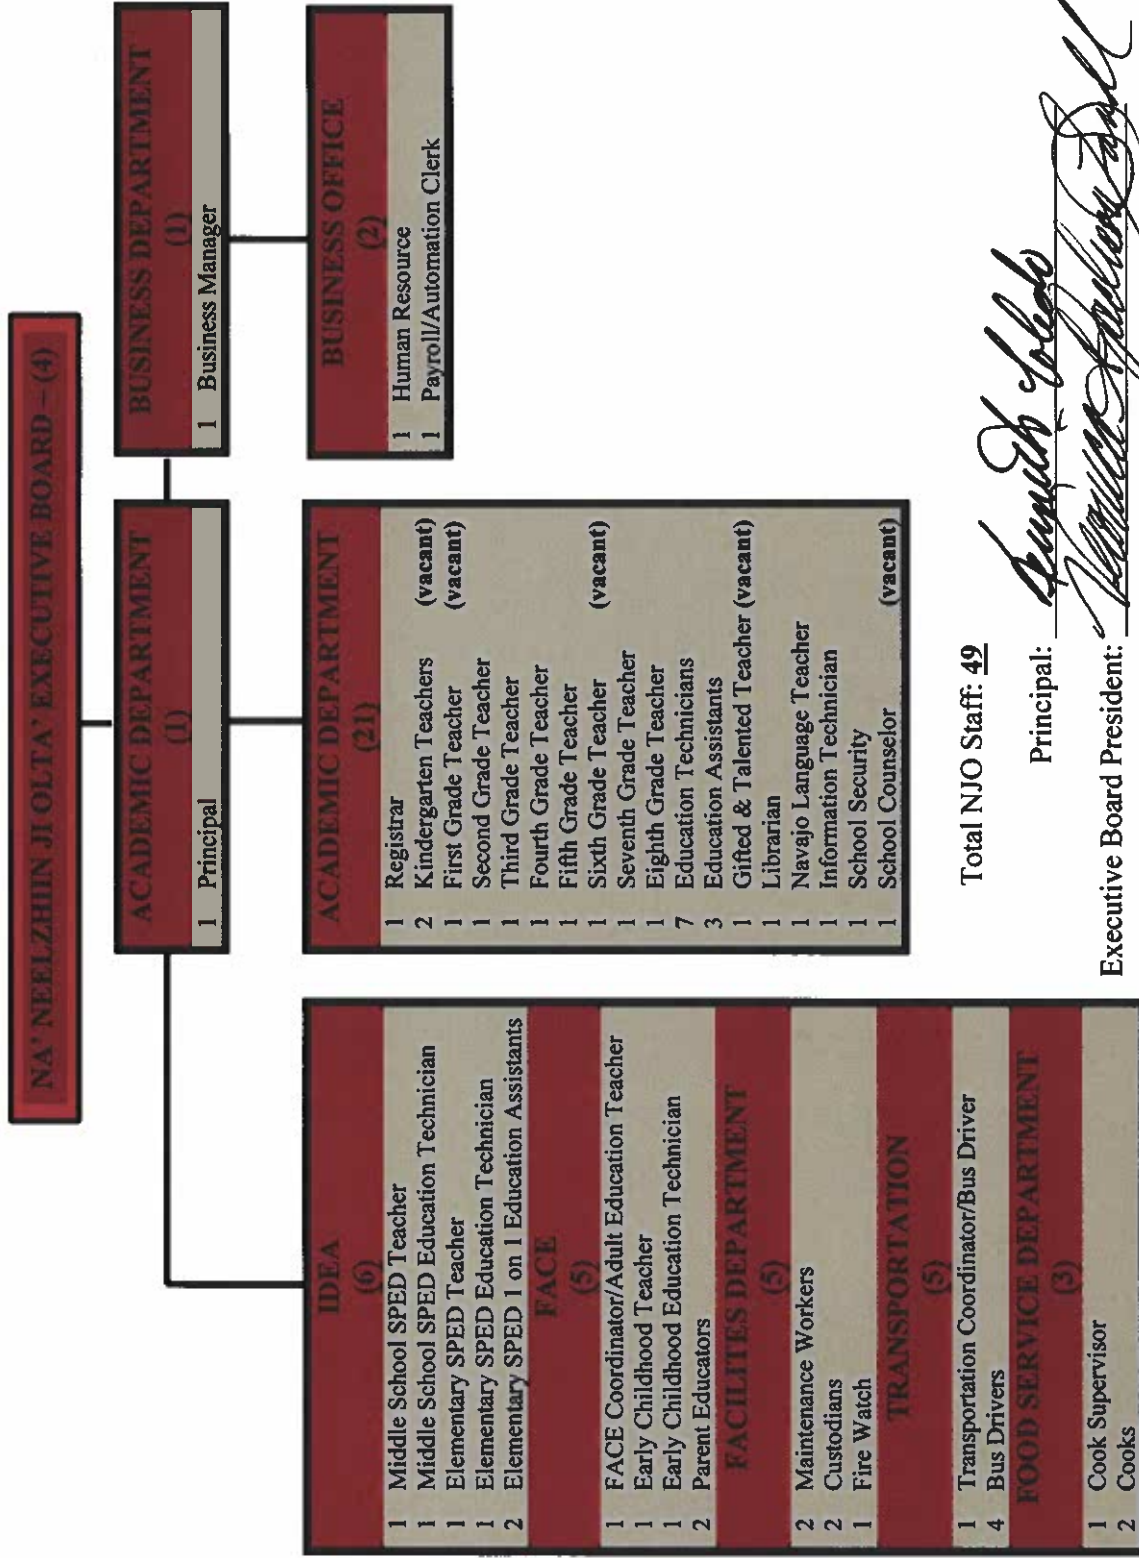 NA' NEELZHIN JI OLTA' EXECUTIVE BOARD – (4)
ACADEMIC DEPARTMENT
(1)
1 Principal
BUSINESS DEPARTMENT
(1)
1 Business Manager
IDEA
(6)
1 Middle School SPED Teacher
1 Middle School SPED Education Technician
1 Elementary SPED Teacher
1 Elementary SPED Education Technician
2 Elementary SPED 1 on 1 Education Assistants
FACE
(5)
1 FACE Coordinator/Adult Education Teacher
1 Early Childhood Teacher
1 Early Childhood Education Technician
2 Parent Educators
FACILITES DEPARTMENT
(5)
2 Maintenance Workers
2 Custodians
1 Fire Watch
TRANSPORTATION
(5)
1 Transportation Coordinator/Bus Driver
4 Bus Drivers
FOOD SERVICE DEPARTMENT
(3)
1 Cook Supervisor
2 Cooks
ACADEMIC DEPARTMENT
(21)
1 Registrar
2 Kindergarten Teachers (vacant)
1 First Grade Teacher (vacant)
1 Second Grade Teacher
1 Third Grade Teacher
1 Fourth Grade Teacher
1 Fifth Grade Teacher
1 Sixth Grade Teacher (vacant)
1 Seventh Grade Teacher
1 Eighth Grade Teacher
7 Education Technicians
3 Education Assistants
1 Gifted & Talented Teacher (vacant)
1 Librarian
1 Navajo Language Teacher
1 Information Technician
1 School Security
1 School Counselor (vacant)
BUSINESS OFFICE
(2)
1 Human Resource
1 Payroll/Automation Clerk
Total NJO Staff: 49
Principal: Toledo
Executive Board President: